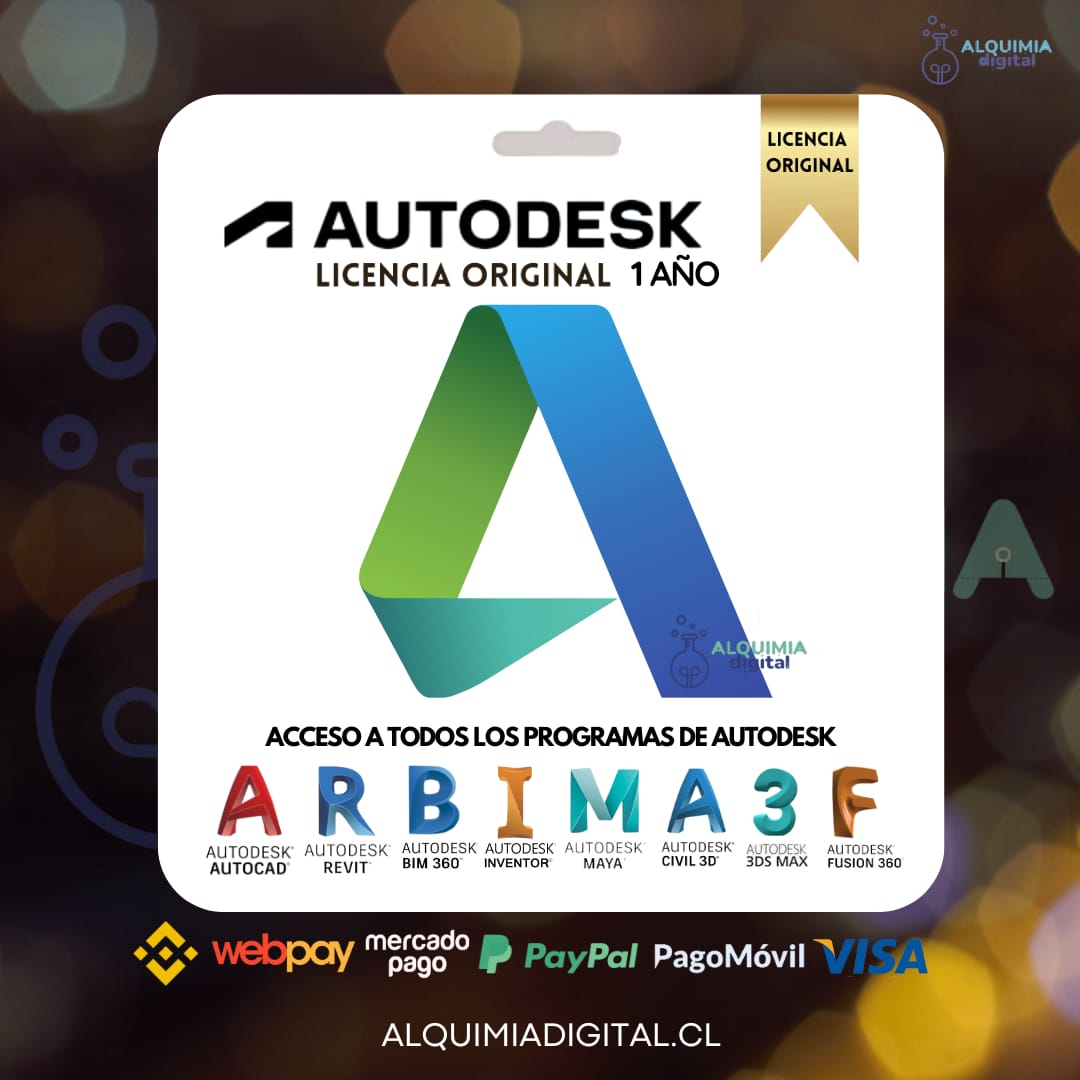 ALQUIMIA
digital
LICENCIA
ORIGINAL
AUTODESK
LICENCIA ORIGINAL 1 AÑO
ALQUIMIA
digital
ACCESO A TODOS LOS PROGRAMAS DE AUTODESK
AUTODESK®
AUTOCAD®
AUTODESK®
REVIT®
AUTODESK®
BIM 360®
AUTODESK®
INVENTOR®
AUTODESK®
MAYA®
AUTODESK®
CIVIL 3D®
AUTODESK
3DS MAX
AUTODESK®
FUSION 360®
webpay
mercado
pago
PayPal
PagoMóvil
VISA
ALQUIMIADIGITAL.CL